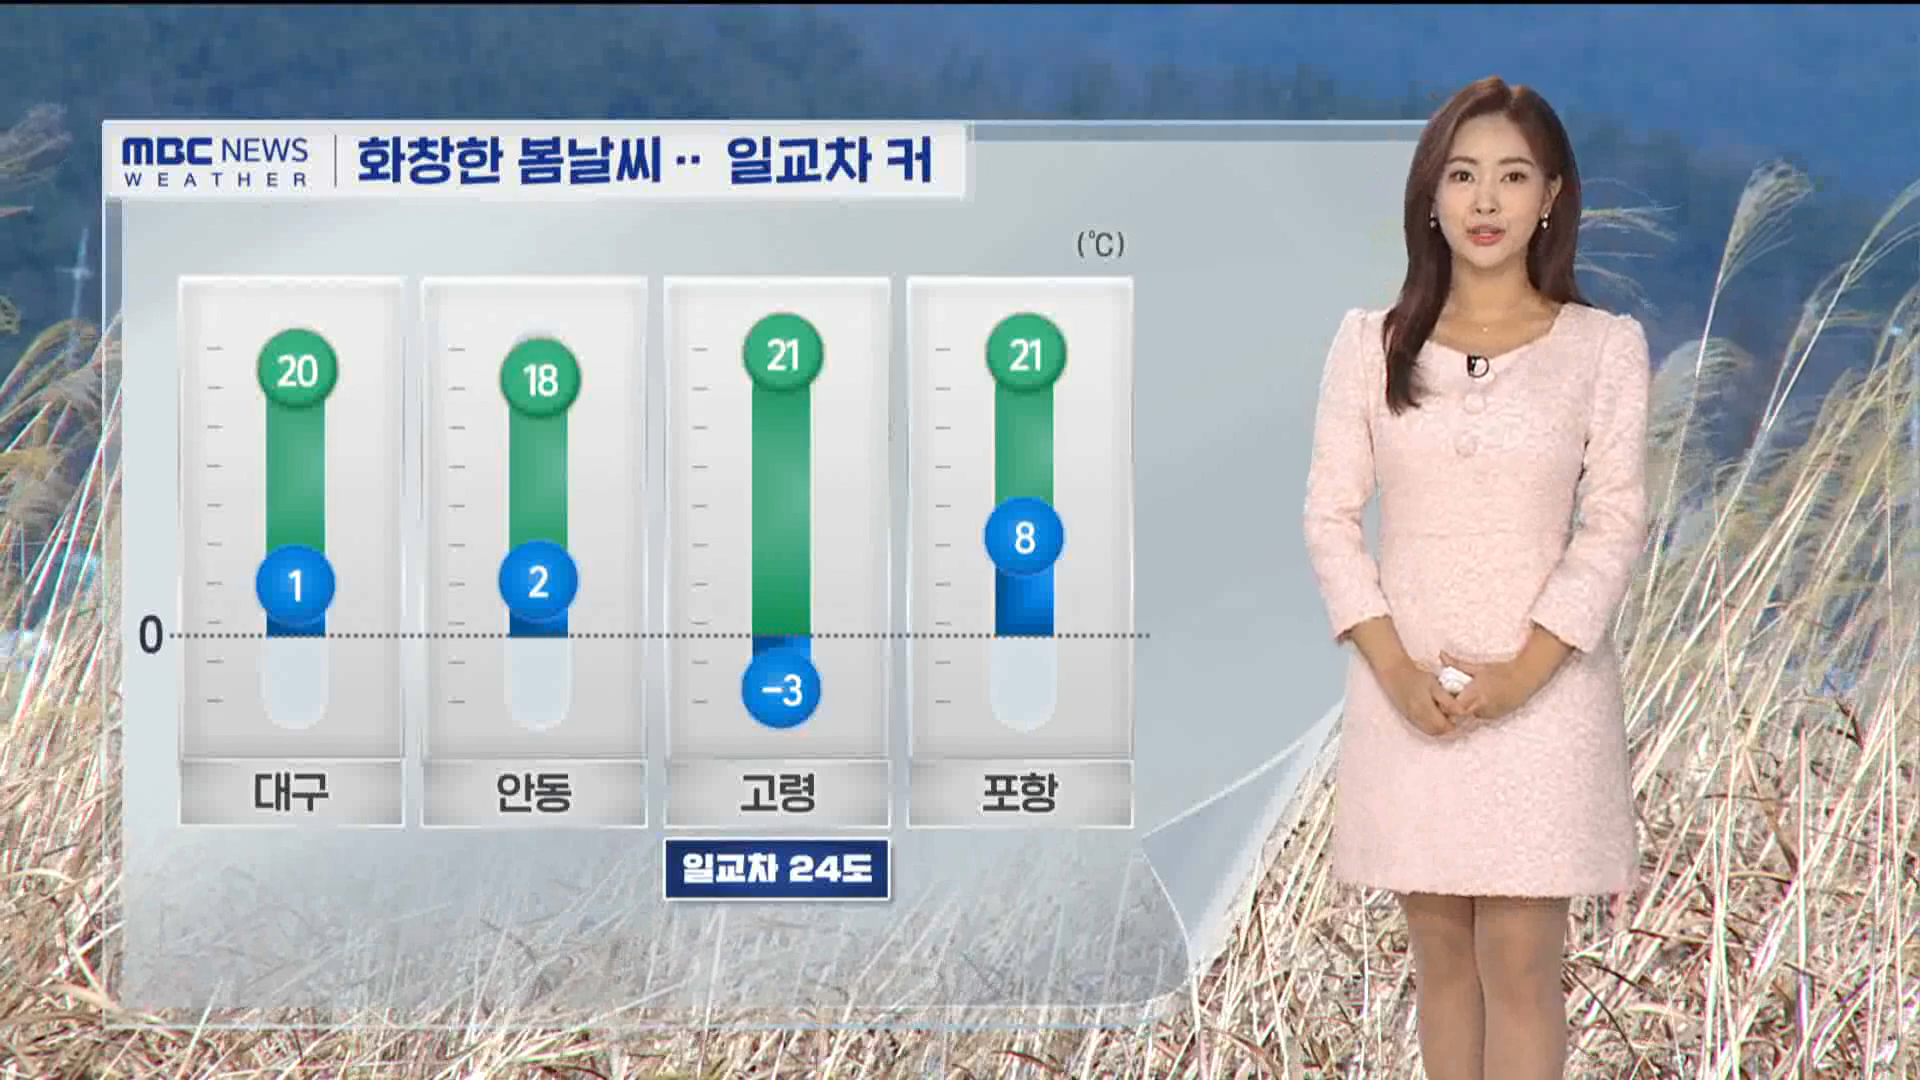 MBC NEWS
WEATHER
화창한 봄날씨·· 일교차 커
(℃)
20 18 21 21
1 2 -3 8
0
대구 안동 고령 포항
일교차 24도